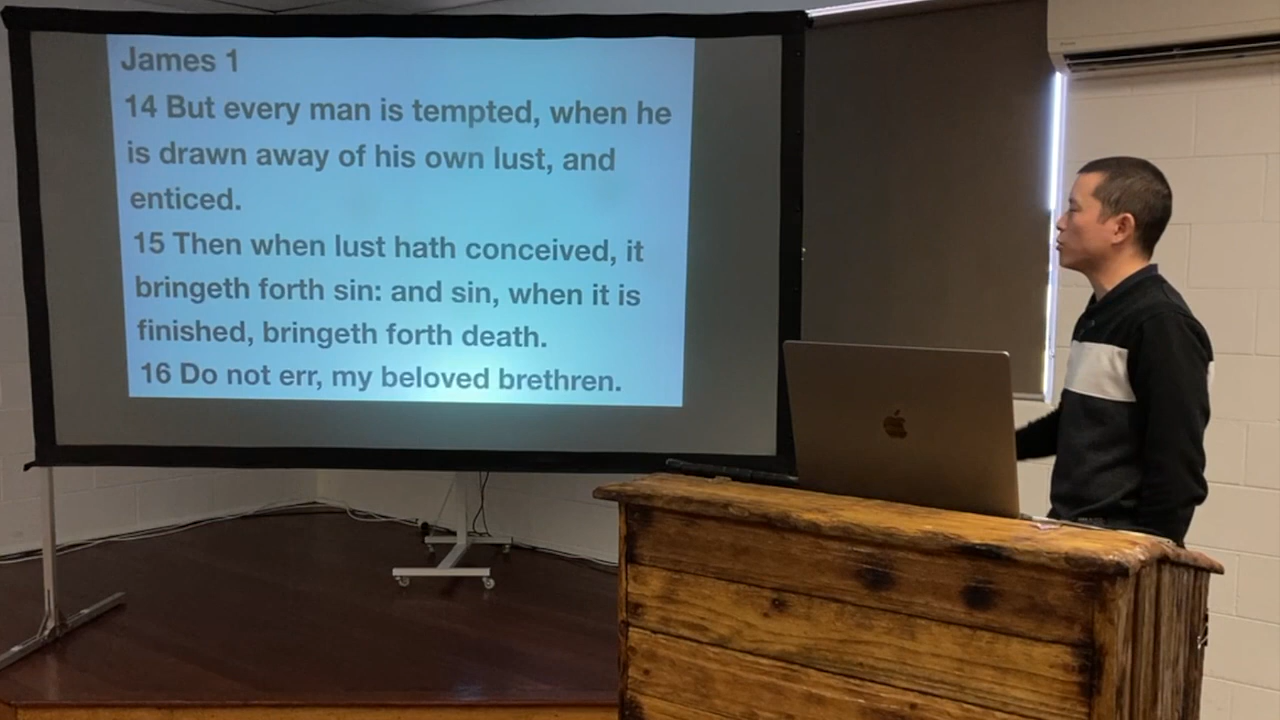 James 1
14 But every man is tempted, when he
is drawn away of his own lust, and
enticed.
15 Then when lust hath conceived, it
bringeth forth sin: and sin, when it is
finished, bringeth forth death.
16 Do not err, my beloved brethren.